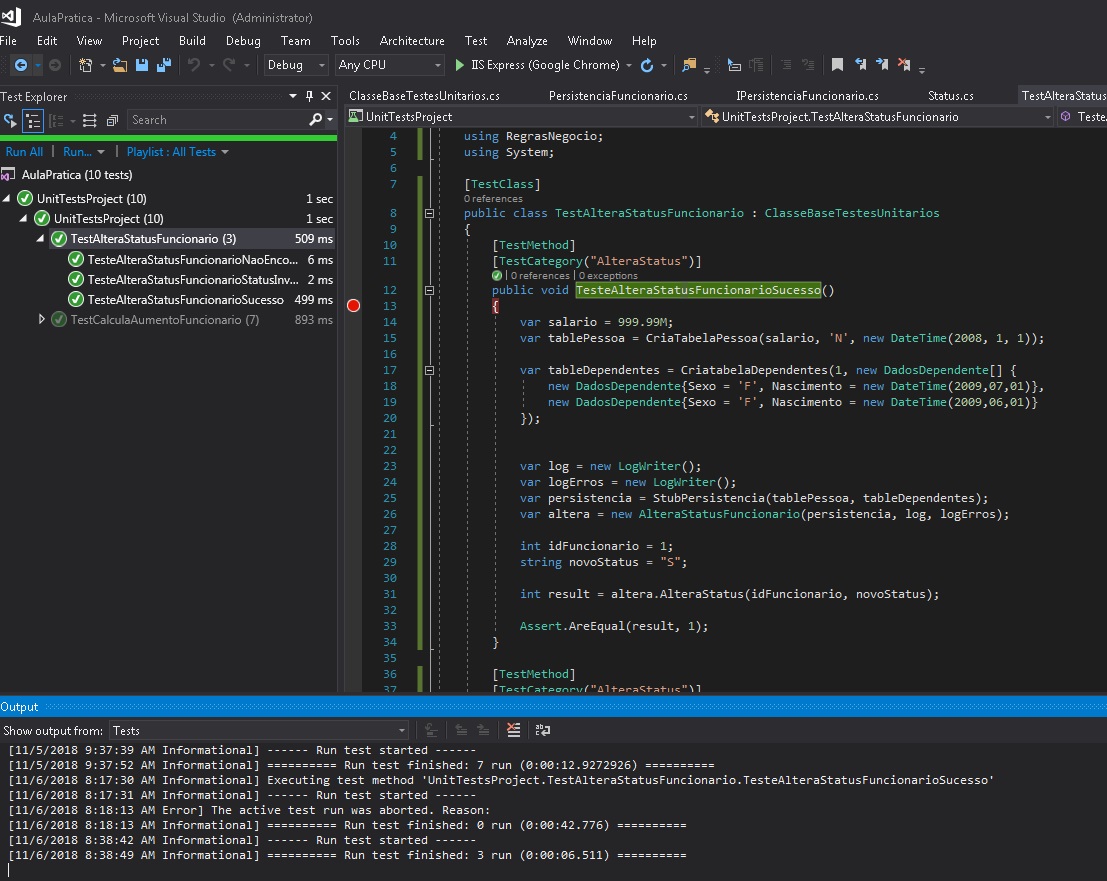 AulaPratica - Microsoft Visual Studio (Administrator)
File Edit View Project Build Debug Team Tools Architecture Test Analyze Window Help
Debug Any CPU IIS Express (Google Chrome)
Test Explorer
Search
Run All | Run... | Playlist : All Tests
AulaPratica (10 tests)
UnitTestsProject (10) 1 sec
UnitTestsProject (10) 1 sec
TestAlteraStatusFuncionario (3) 509 ms
TesteAlteraStatusFuncionarioNaoEnco... 6 ms
TesteAlteraStatusFuncionarioStatusInv... 2 ms
TesteAlteraStatusFuncionarioSucesso 499 ms
TestCalculaAumentoFuncionario (7) 893 ms
ClasseBaseTestesUnitarios.cs PersistenciaFuncionario.cs IPersistenciaFuncionario.cs Status.cs TestAlteraStatus
UnitTestsProject UnitTestsProject.TestAlteraStatusFuncionario Teste
4 using RegrasNegocio;
5 using System;
6
7 [TestClass]
0 references
8 public class TestAlteraStatusFuncionario : ClasseBaseTestesUnitarios
9 {
10 [TestMethod]
11 [TestCategory("AlteraStatus")]
| 0 references | 0 exceptions
12 public void TesteAlteraStatusFuncionarioSucesso()
13 {
14 var salario = 999.99M;
15 var tablePessoa = CriaTabelaPessoa(salario, 'N', new DateTime(2008, 1, 1));
16
17 var tableDependentes = CriatabelaDependentes(1, new DadosDependente[] {
18 new DadosDependente{Sexo = 'F', Nascimento = new DateTime(2009,07,01)},
19 new DadosDependente{Sexo = 'F', Nascimento = new DateTime(2009,06,01)}
20 });
21
22
23 var log = new LogWriter();
24 var logErros = new LogWriter();
25 var persistencia = StubPersistencia(tablePessoa, tableDependentes);
26 var altera = new AlteraStatusFuncionario(persistencia, log, logErros);
27
28 int idFuncionario = 1;
29 string novoStatus = "S";
30
31 int result = altera.AlteraStatus(idFuncionario, novoStatus);
32
33 Assert.AreEqual(result, 1);
34 }
35
36 [TestMethod]
37 [TestCategory("AlteraStatus")]
Output
Show output from: Tests
[11/5/2018 9:37:39 AM Informational] ------ Run test started ------
[11/5/2018 9:37:52 AM Informational] ========== Run test finished: 7 run (0:00:12.9272926) ==========
[11/6/2018 8:17:30 AM Informational] Executing test method 'UnitTestsProject.TestAlteraStatusFuncionario.TesteAlteraStatusFuncionarioSucesso'
[11/6/2018 8:17:31 AM Informational] ------ Run test started ------
[11/6/2018 8:18:13 AM Error] The active test run was aborted. Reason:
[11/6/2018 8:18:13 AM Informational] ========== Run test finished: 0 run (0:00:42.776) ==========
[11/6/2018 8:38:42 AM Informational] ------ Run test started ------
[11/6/2018 8:38:49 AM Informational] ========== Run test finished: 3 run (0:00:06.511) ==========